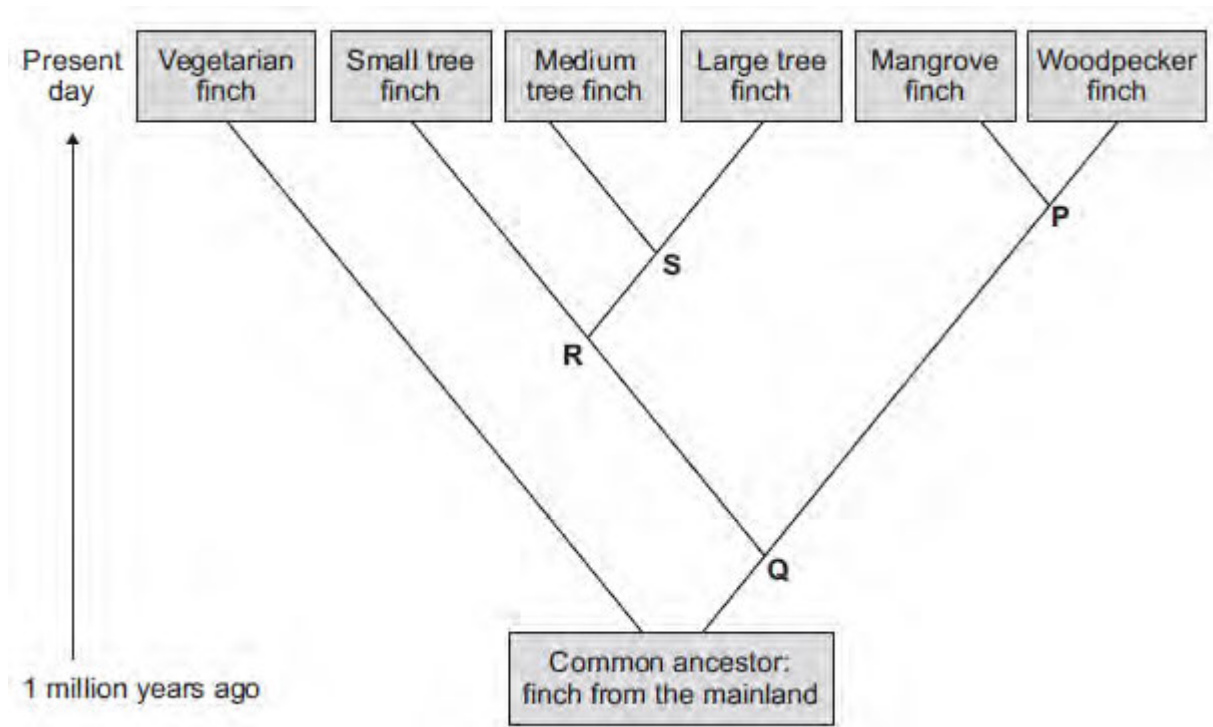 Present
day
Vegetarian
finch
Small tree
finch
Medium
tree finch
Large tree
finch
Mangrove
finch
Woodpecker
finch
P
S
R
Q
Common ancestor:
finch from the mainland
1 million years ago